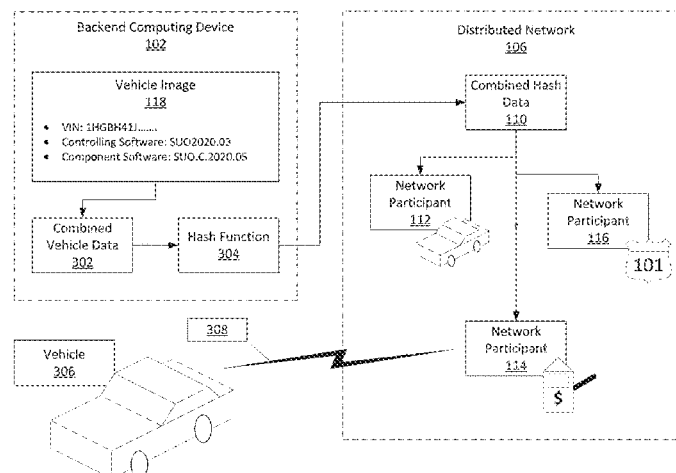 Backend Computing Device
102
Vehicle Image
118
• VIN: 1HGBH41J.......
• Controlling Software: SUO2020.03
• Component Software: SUO.C.2020.05
Combined
Vehicle Data
302
Hash Function
304
Distributed Network
106
Combined Hash
Data
110
Network
Participant
112
Network
Participant
116
101
Network
Participant
114
$
308
Vehicle
306